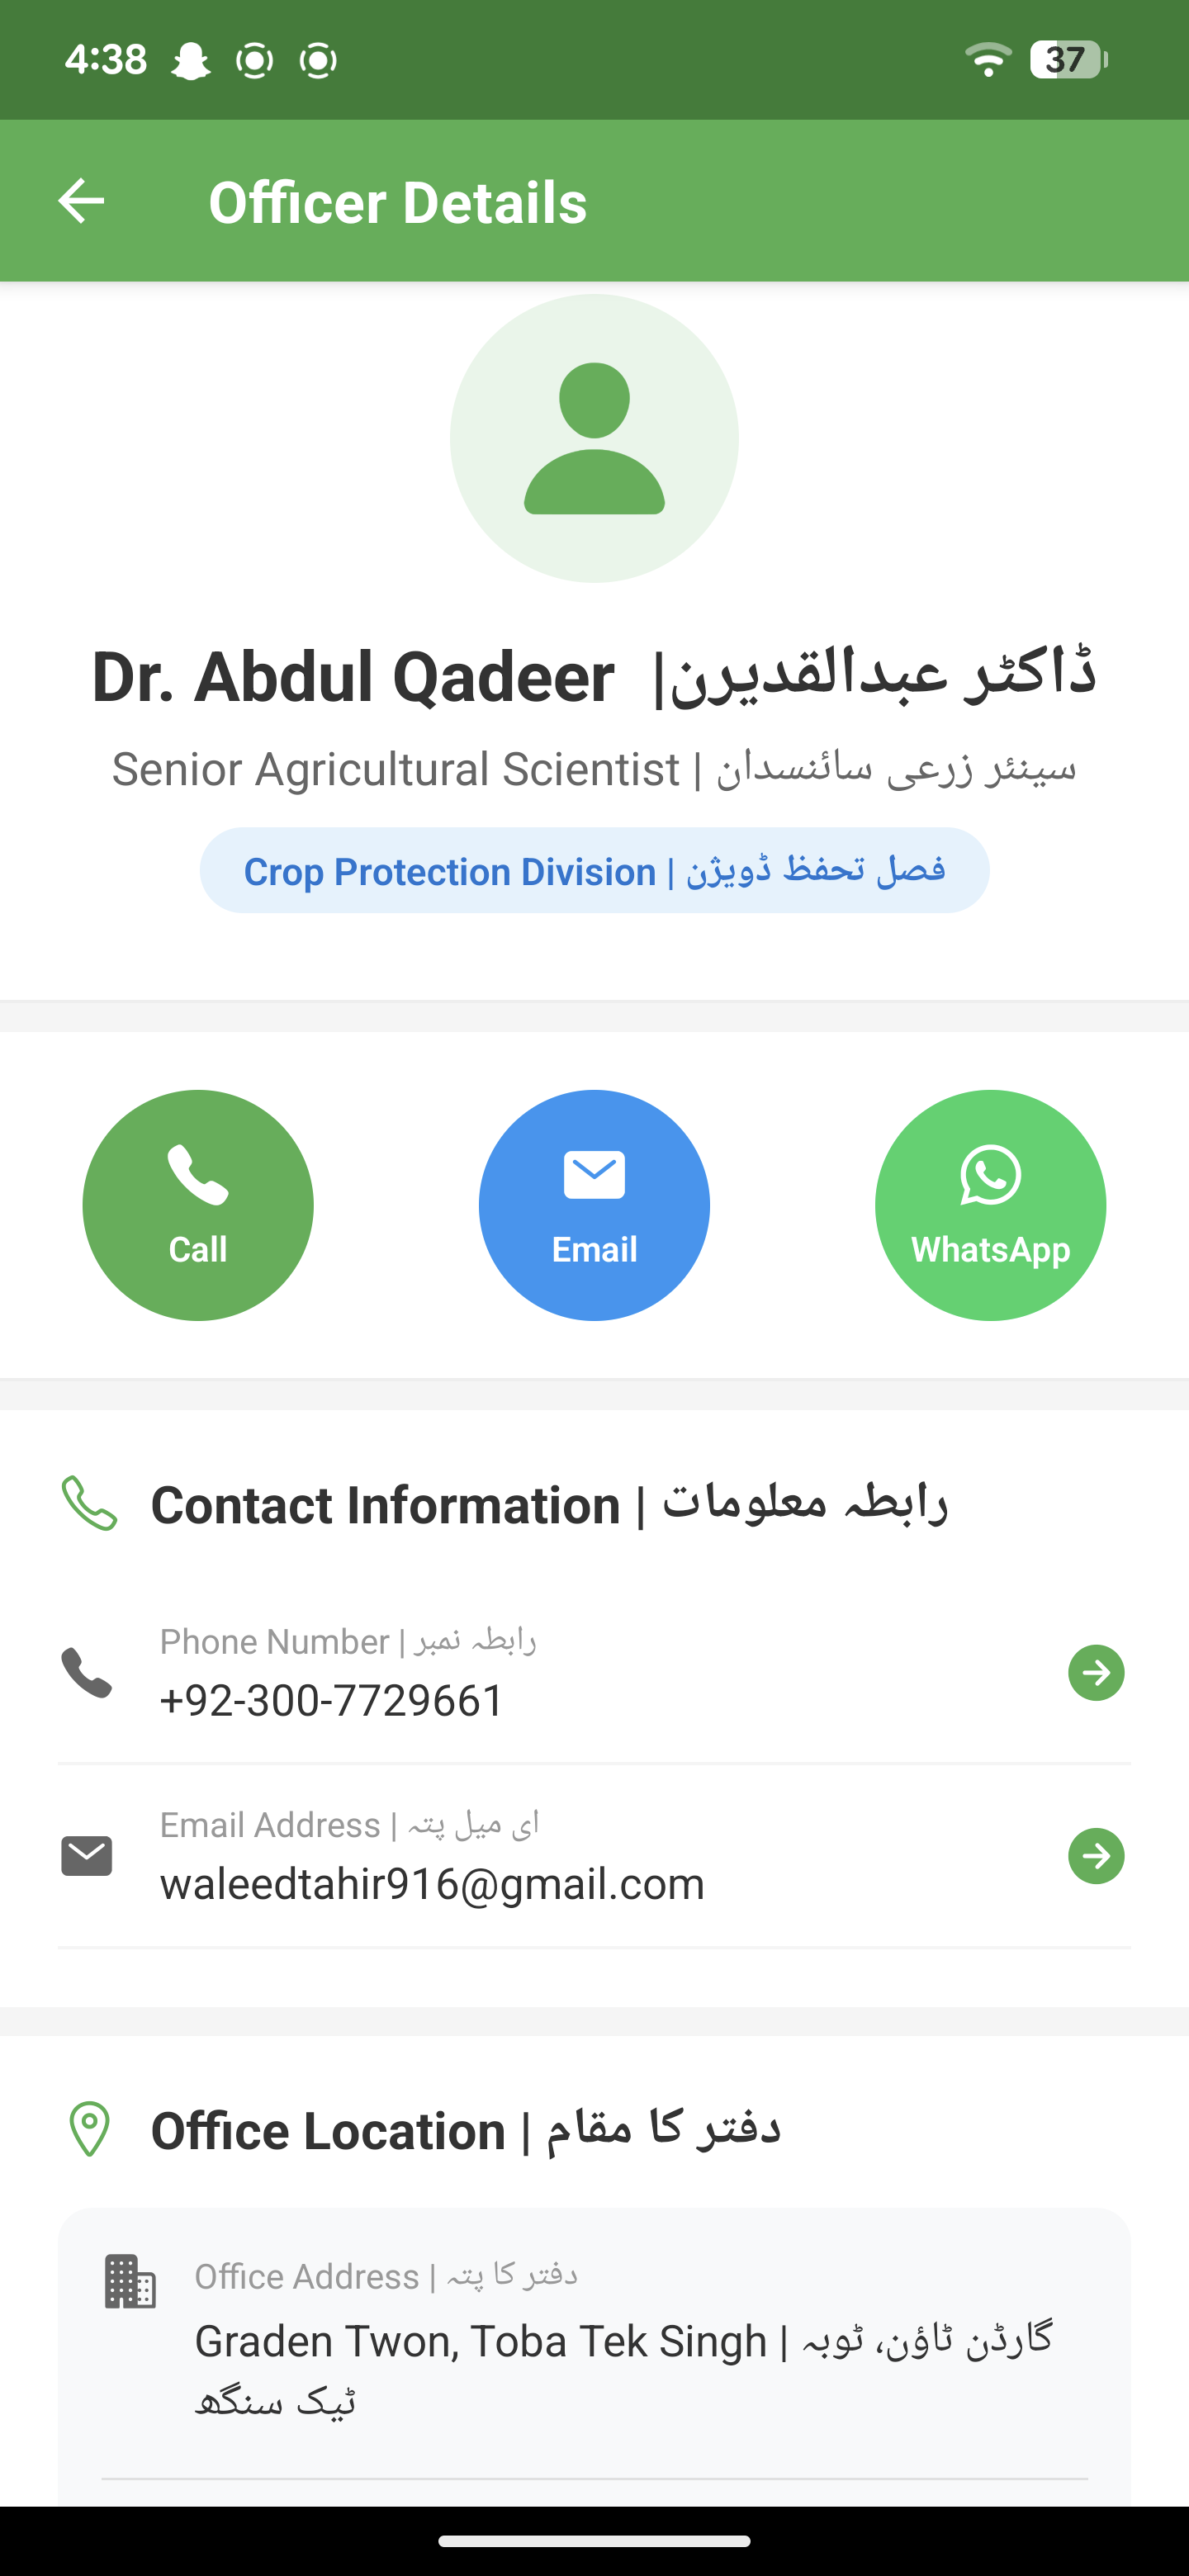 4:38 37
Officer Details
Dr. Abdul Qadeer |ڈاکٹر عبدالقدیرن
Senior Agricultural Scientist | سینئر زرعی سائنسدان
Crop Protection Division | فصل تحفظ ڈویژن
Call
Email
WhatsApp
Contact Information | رابطہ معلومات
Phone Number | رابطہ نمبر
+92-300-7729661
Email Address | ای میل پتہ
waleedtahir916@gmail.com
Office Location | دفتر کا مقام
Office Address | دفتر کا پتہ
Graden Twon, Toba Tek Singh | گارڈن ٹاؤن، ٹوبہ
ٹیک سنگھ